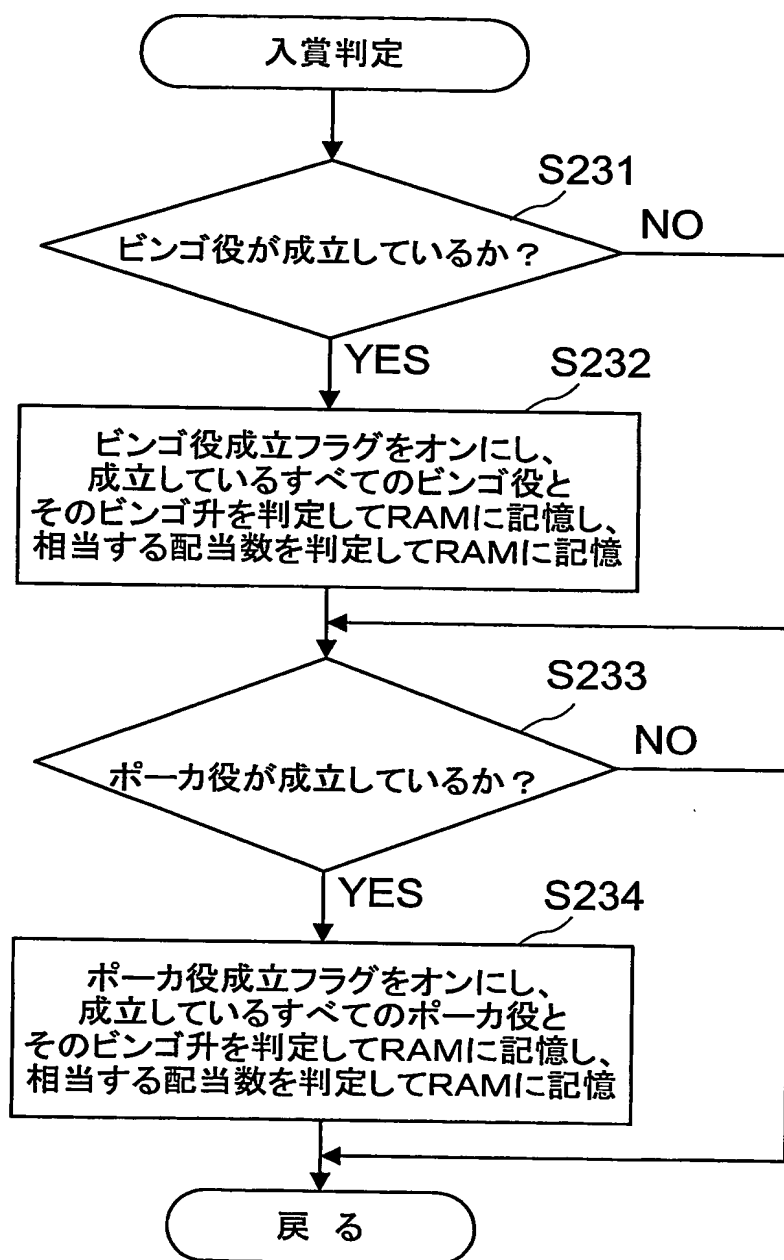 入賞判定
S231
ビンゴ役が成立しているか?
NO
YES
S232
ビンゴ役成立フラグをオンにし、
成立しているすべてのビンゴ役と
そのビンゴ升を判定してRAMに記憶し、
相当する配当数を判定してRAMに記憶
S233
ポーカ役が成立しているか?
NO
YES
S234
ポーカ役成立フラグをオンにし、
成立しているすべてのポーカ役と
そのビンゴ升を判定してRAMに記憶し、
相当する配当数を判定してRAMに記憶
戻 る